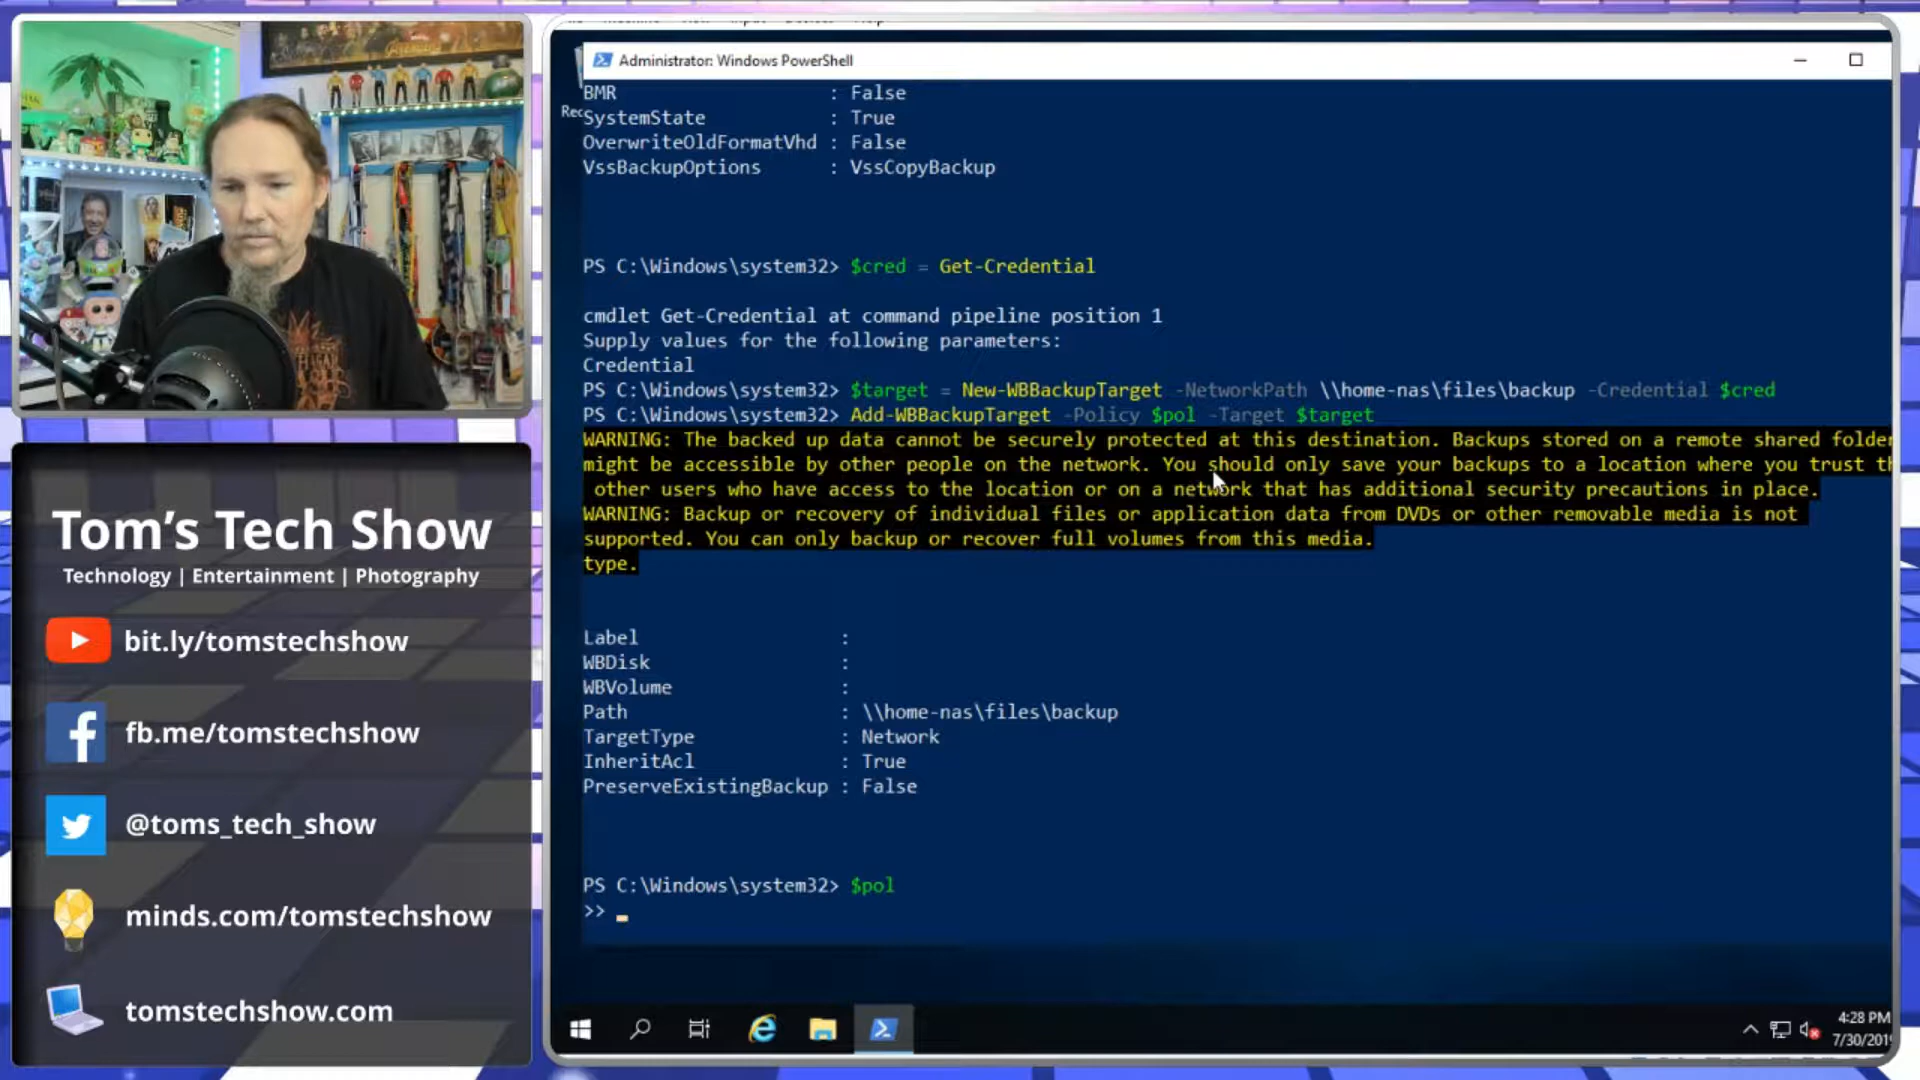 Administrator: Windows PowerShell
BMR : False
SystemState : True
OverwriteOldFormatVhd : False
VssBackupOptions : VssCopyBackup
PS C:\Windows\system32> $cred = Get-Credential
cmdlet Get-Credential at command pipeline position 1
Supply values for the following parameters:
Credential
PS C:\Windows\system32> $target = New-WBBackupTarget -NetworkPath \\home-nas\files\backup -Credential $cred
PS C:\Windows\system32> Add-WBBackupTarget -Policy $pol -Target $target
WARNING: The backed up data cannot be securely protected at this destination. Backups stored on a remote shared folder
might be accessible by other people on the network. You should only save your backups to a location where you trust th
other users who have access to the location or on a network that has additional security precautions in place.
WARNING: Backup or recovery of individual files or application data from DVDs or other removable media is not
supported. You can only backup or recover full volumes from this media.
type.
Label :
WBDisk :
WBVolume :
Path : \\home-nas\files\backup
TargetType : Network
InheritAcl : True
PreserveExistingBackup : False
PS C:\Windows\system32> $pol
>>
Rec
4:28 PM
7/30/201
Tom's Tech Show
Technology | Entertainment | Photography
bit.ly/tomstechshow
fb.me/tomstechshow
@toms_tech_show
minds.com/tomstechshow
tomstechshow.com